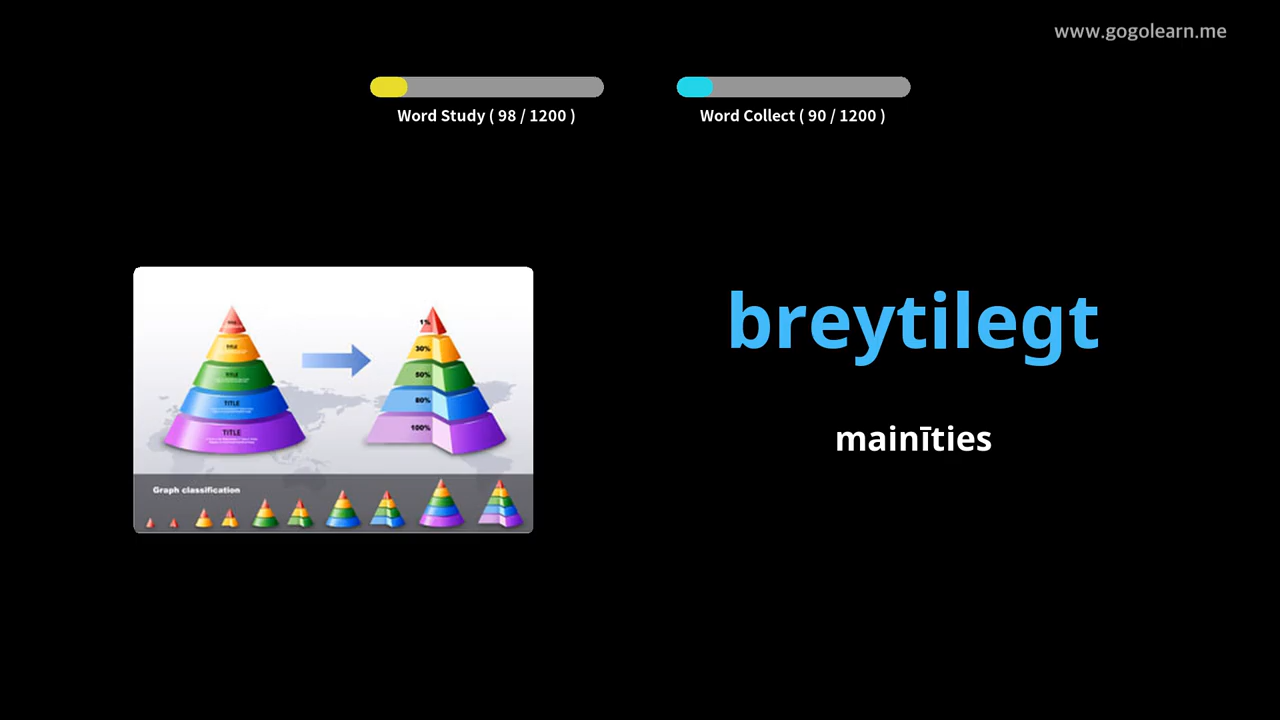 www.gogolearn.me
Word Study ( 98 / 1200 )
Word Collect ( 90 / 1200 )
breytilegt
mainīties
TITLE
TITLE
TITLE
TITLE
1%
30%
50%
80%
100%
Graph classification